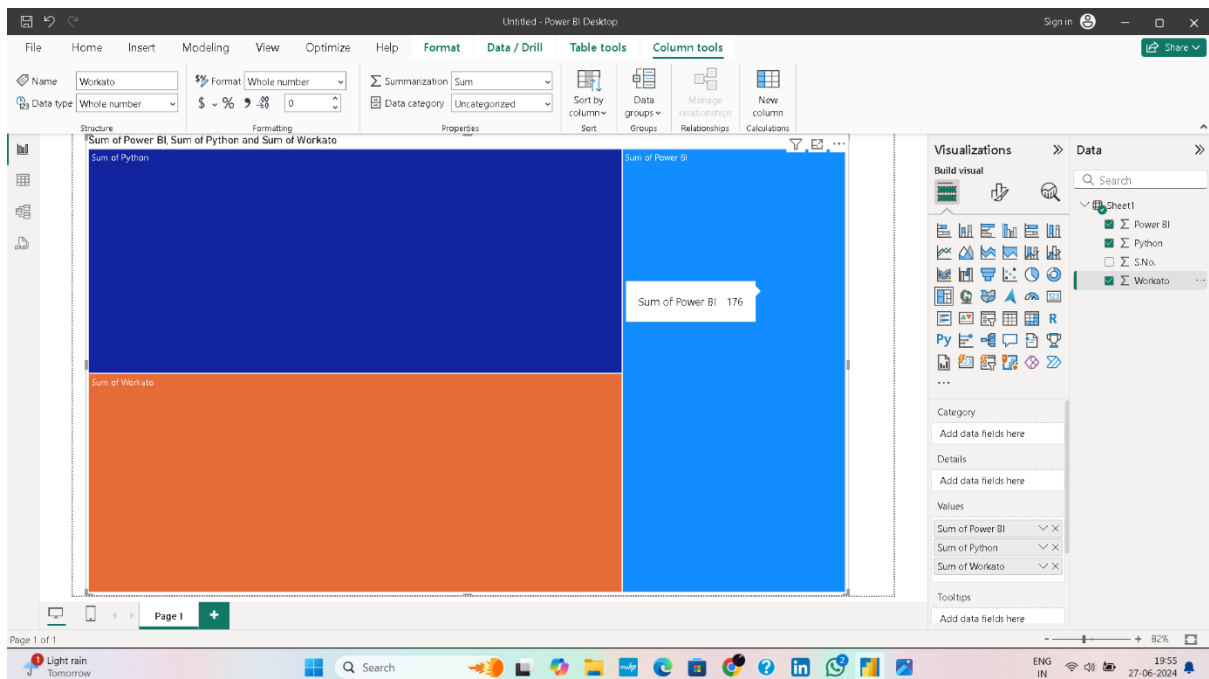 Untitled - Power BI Desktop
Sign in
File Home Insert Modeling View Optimize Help Format Data / Drill Table tools Column tools
Share
Name Workato
$% Format Whole number
Σ Summarization Sum
Data type Whole number
$ % 0
Data category Uncategorized
Sort by column
Data groups
Manage relationships
New column
Structure Formatting Properties Sort Groups Relationships Calculations
Sum of Power BI, Sum of Python and Sum of Workato
Sum of Python
Sum of Power BI
Sum of Power BI 176
Sum of Workato
Visualizations
Build visual
R
Py
123
...
Category
Add data fields here
Details
Add data fields here
Values
Sum of Power BI
Sum of Python
Sum of Workato
Tooltips
Add data fields here
Data
Search
Sheet1
Σ Power BI
Σ Python
Σ S.No.
Σ Workato
Page 1
Page 1 of 1
82%
1
Light rain
Tomorrow
Search
ENG
IN
19:55
27-06-2024